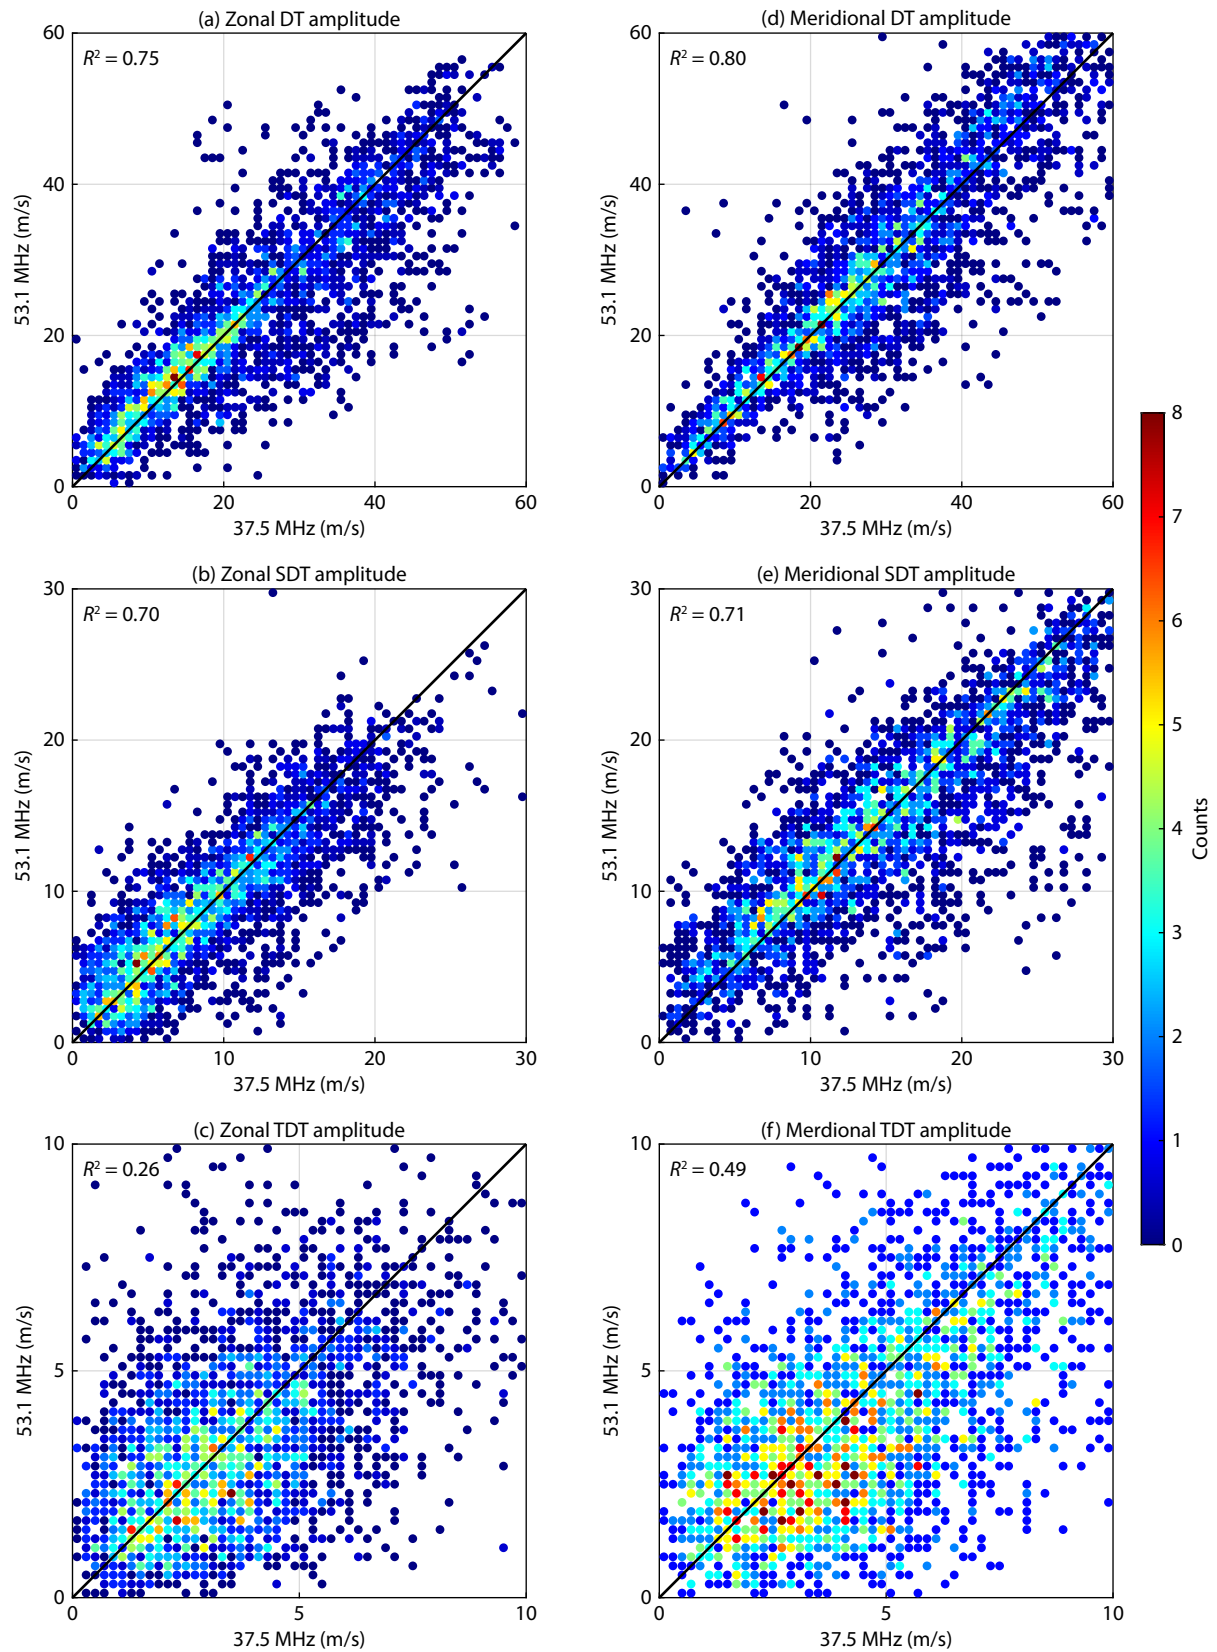 (a) Zonal DT amplitude
R² = 0.75
60
40
20
0
0 20 40 60
53.1 MHz (m/s)
37.5 MHz (m/s)
(d) Meridional DT amplitude
R² = 0.80
60
40
20
0
0 20 40 60
53.1 MHz (m/s)
37.5 MHz (m/s)
(b) Zonal SDT amplitude
R² = 0.70
30
20
10
0
0 10 20 30
53.1 MHz (m/s)
37.5 MHz (m/s)
(e) Meridional SDT amplitude
R² = 0.71
30
20
10
0
0 10 20 30
53.1 MHz (m/s)
37.5 MHz (m/s)
(c) Zonal TDT amplitude
R² = 0.26
10
5
0
0 5 10
53.1 MHz (m/s)
37.5 MHz (m/s)
(f) Merdional TDT amplitude
R² = 0.49
10
5
0
0 5 10
53.1 MHz (m/s)
37.5 MHz (m/s)
8
7
6
5
4
3
2
1
0
Counts